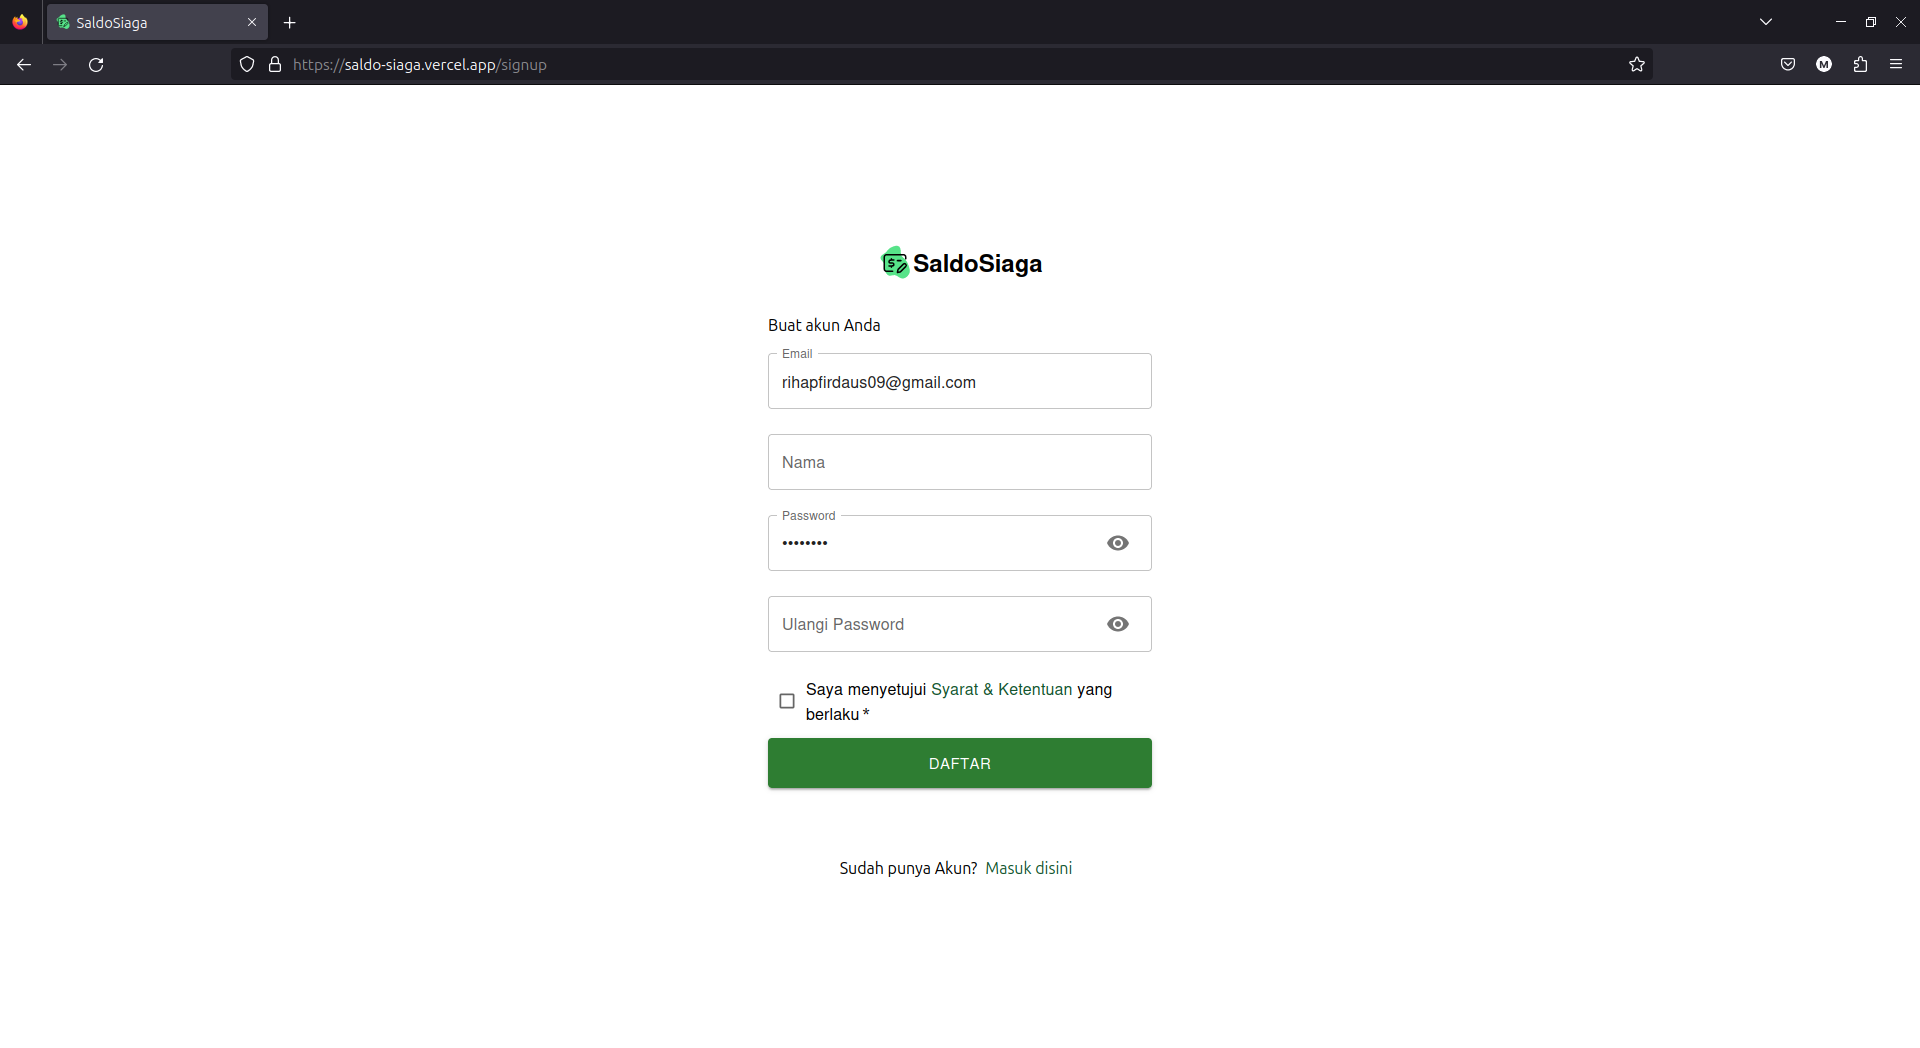 SaldoSiaga
https://saldo-siaga.vercel.app/signup
M
SaldoSiaga
Buat akun Anda
Email
rihapfirdaus09@gmail.com
Nama
Password
••••••••
Ulangi Password
Saya menyetujui Syarat & Ketentuan yang
berlaku *
DAFTAR
Sudah punya Akun? Masuk disini